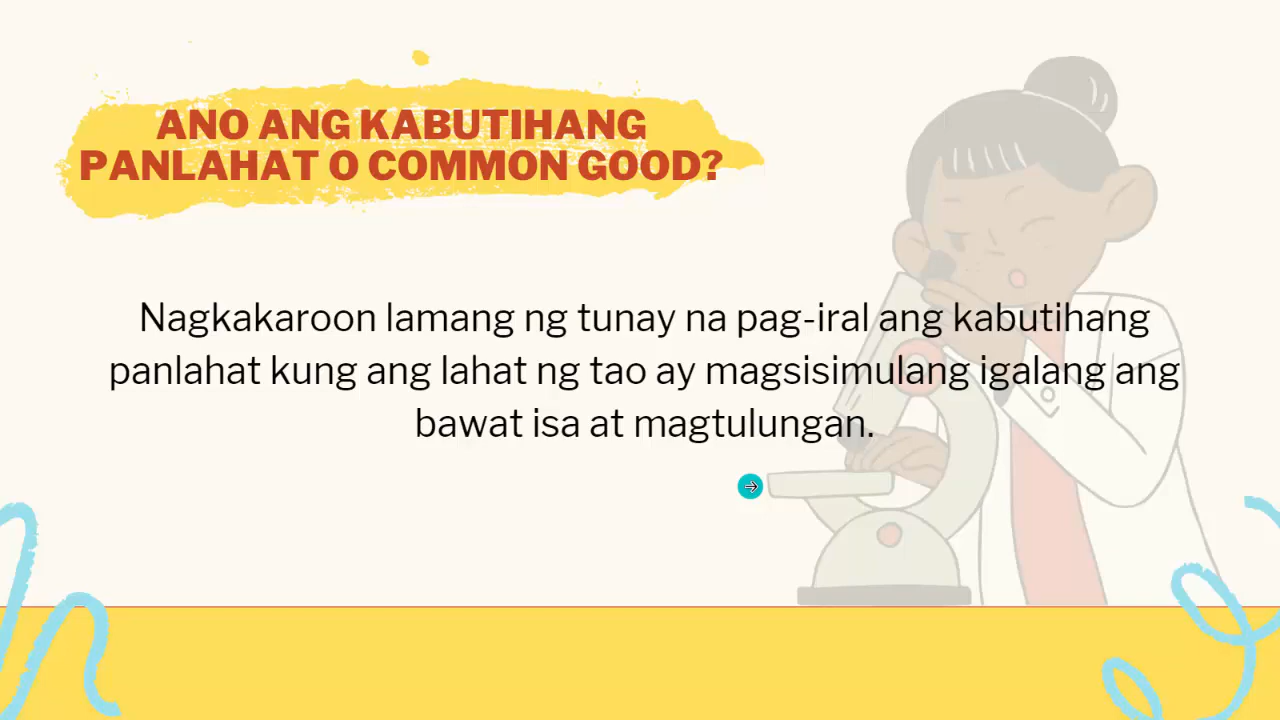 ANO ANG KABUTIHANG
PANLAHAT O COMMON GOOD?
Nagkakaroon lamang ng tunay na pag-iral ang kabutihang
panlahat kung ang lahat ng tao ay magsisimulang igalang ang
bawat isa at magtulungan.